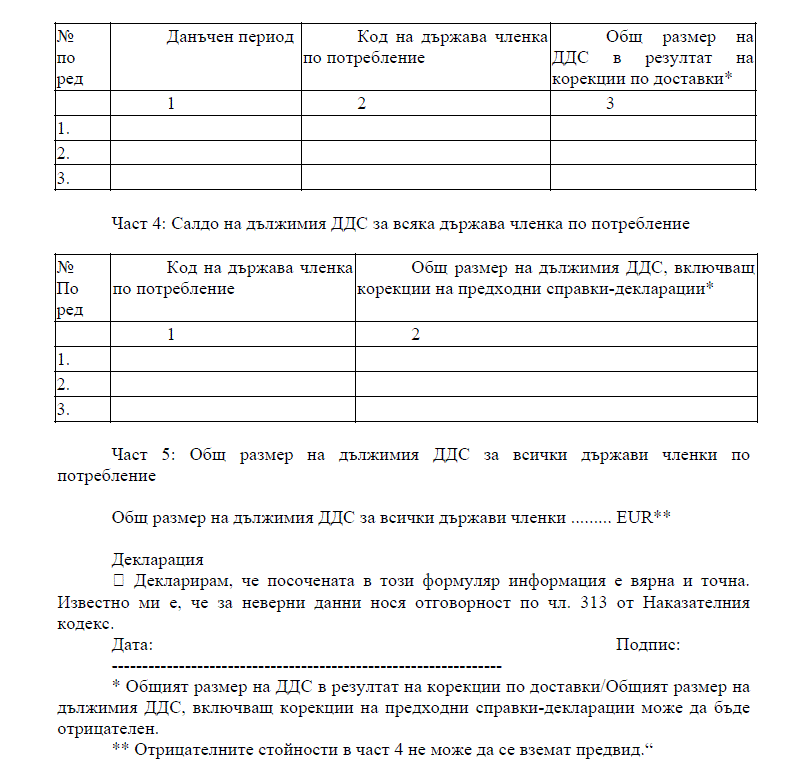 № по ред Данъчен период Код на държава членка по потребление Общ размер на ДДС в резултат на корекции по доставки*
1 2 3
1.
2.
3.
Част 4: Салдо на дължимия ДДС за всяка държава членка по потребление
№ По ред Код на държава членка по потребление Общ размер на дължимия ДДС, включващ корекции на предходни справки-декларации*
1 2
1.
2.
3.
Част 5: Общ размер на дължимия ДДС за всички държави членки по
потребление
Общ размер на дължимия ДДС за всички държави членки ......... EUR**
Декларация
 Декларирам, че посочената в този формуляр информация е вярна и точна.
Известно ми е, че за неверни данни нося отговорност по чл. 313 от Наказателния
кодекс.
Дата: Подпис:
-----------------------------------------------------------------
* Общият размер на ДДС в резултат на корекции по доставки/Общият размер на
дължимия ДДС, включващ корекции на предходни справки-декларации може да бъде
отрицателен.
** Отрицателните стойности в част 4 не може да се вземат предвид.“